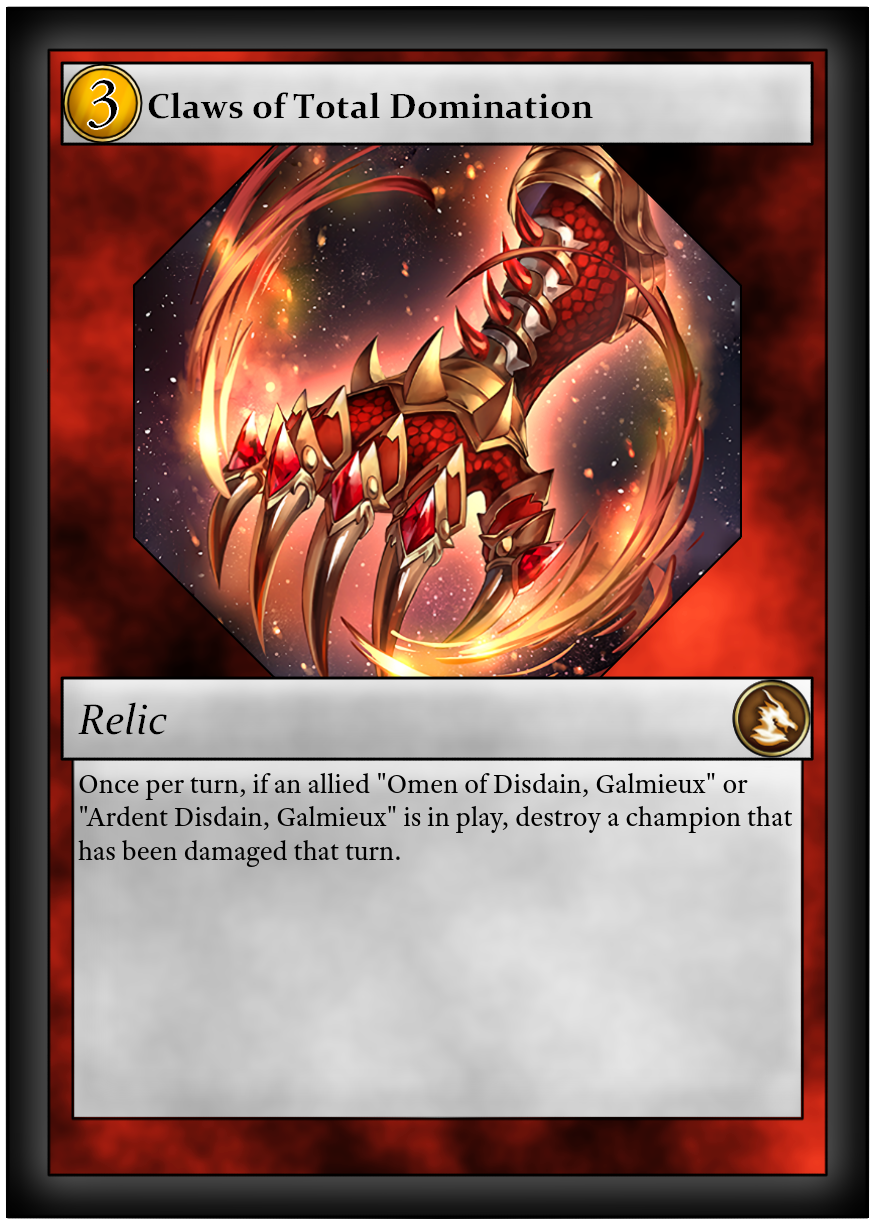 3
Claws of Total Domination
Relic
Once per turn, if an allied "Omen of Disdain, Galmieux" or
"Ardent Disdain, Galmieux" is in play, destroy a champion that
has been damaged that turn.